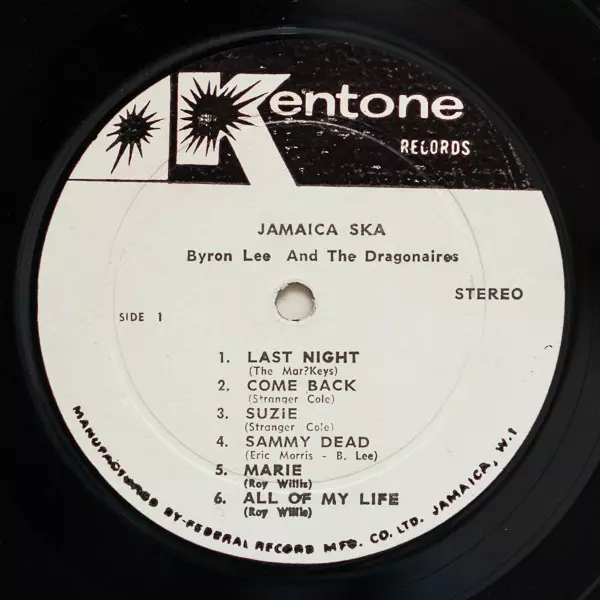 Kentone
RECORDS
JAMAICA SKA
Byron Lee And The Dragonaires
STEREO
SIDE 1
1. LAST NIGHT
(The Mar?Keys)
2. COME BACK
(Stranger Cole)
3. SUZiE
(Stranger Cole)
4. SAMMY DEAD
(Eric Morris - B. Lee)
5. MARIE
(Roy Willis)
6. ALL OF MY LIFE
(Roy Willis)
MANUFACTURED BY-FEDERAL RECORD MFG. CO. LTD. JAMAICA, W.I